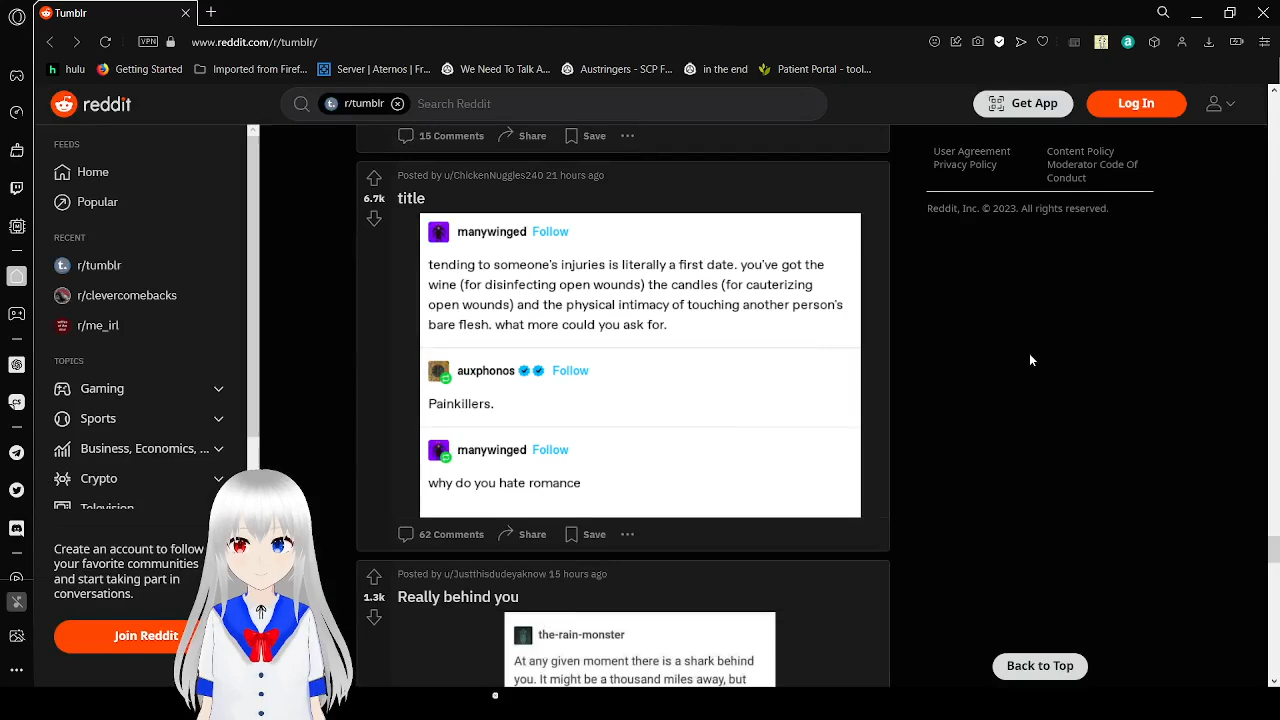 Tumblr
VPN
www.reddit.com/r/tumblr/
hulu
Getting Started
Imported from Firef...
Server | Aternos | Fr...
We Need To Talk A...
Austringers - SCP F...
in the end
Patient Portal - tool...
reddit
r/tumblr
Search Reddit
Get App
Log In
FEEDS
Home
Popular
RECENT
r/tumblr
r/clevercomebacks
r/me_irl
TOPICS
Gaming
Sports
Business, Economics, ...
Crypto
Television
Create an account to follow
your favorite communities
and start taking part in
conversations.
Join Reddit
15 Comments
Share
Save
Posted by u/ChickenNuggles240 21 hours ago
6.7k
title
manywinged Follow
tending to someone's injuries is literally a first date. you've got the
wine (for disinfecting open wounds) the candles (for cauterizing
open wounds) and the physical intimacy of touching another person's
bare flesh. what more could you ask for.
auxphonos Follow
Painkillers.
manywinged Follow
why do you hate romance
62 Comments
Share
Save
Posted by u/Justthisdudeyaknow 15 hours ago
1.3k
Really behind you
the-rain-monster
At any given moment there is a shark behind
you. It might be a thousand miles away, but
User Agreement
Content Policy
Privacy Policy
Moderator Code Of
Conduct
Reddit, Inc. © 2023. All rights reserved.
Back to Top